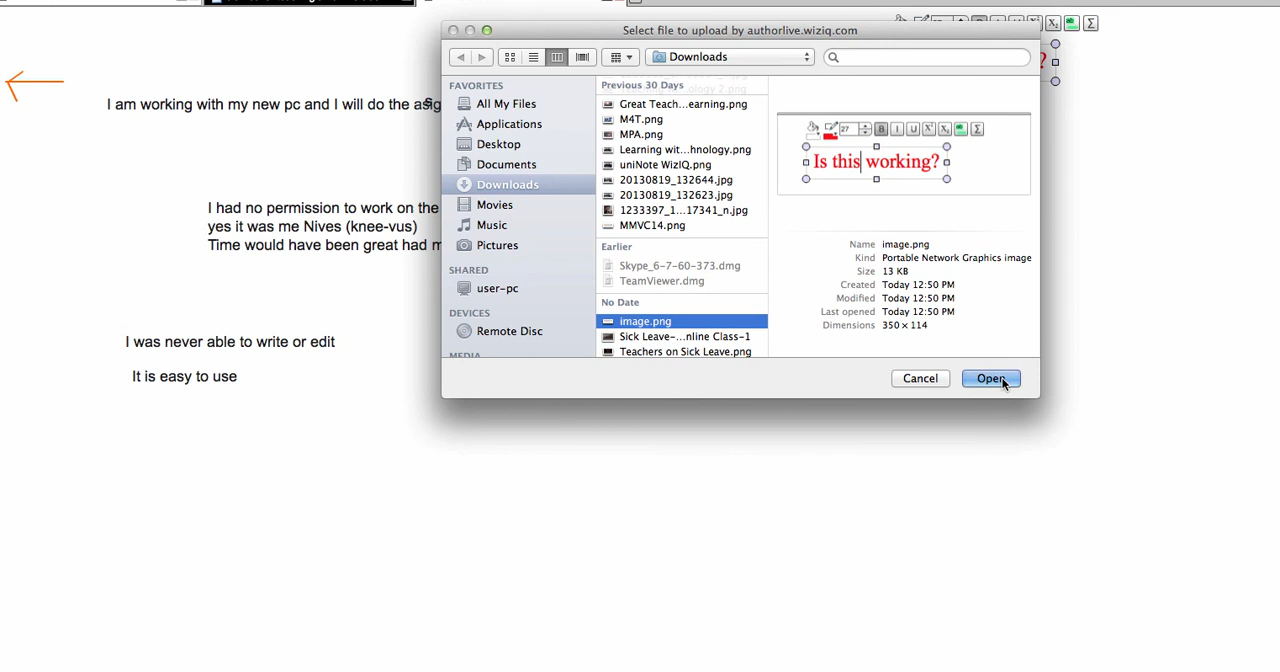 Select file to upload by authorlive.wiziq.com
Downloads
FAVORITES
All My Files
Applications
Desktop
Documents
Downloads
Movies
Music
Pictures
SHARED
user-pc
DEVICES
Remote Disc
MEDIA
Previous 30 Days
Great Teach...earning.png
M4T.png
MPA.png
Learning wit...hnology.png
uniNote WizIQ.png
20130819_132644.jpg
20130819_132623.jpg
1233397_1...17341_n.jpg
MMVC14.png
Earlier
Skype_6-7-60-373.dmg
TeamViewer.dmg
No Date
image.png
Sick Leave-...nline Class-1
Teachers on Sick Leave.png
27 B I U X² X₂ Σ
Is this working?
Name image.png
Kind Portable Network Graphics image
Size 13 KB
Created Today 12:50 PM
Modified Today 12:50 PM
Last opened Today 12:50 PM
Dimensions 350 × 114
Cancel Open
X₂ Σ
?
I am working with my new pc and I will do the
I had no permission to work on the
yes it was me Nives (knee-vus)
Time would have been great had
I was never able to write or edit
It is easy to use